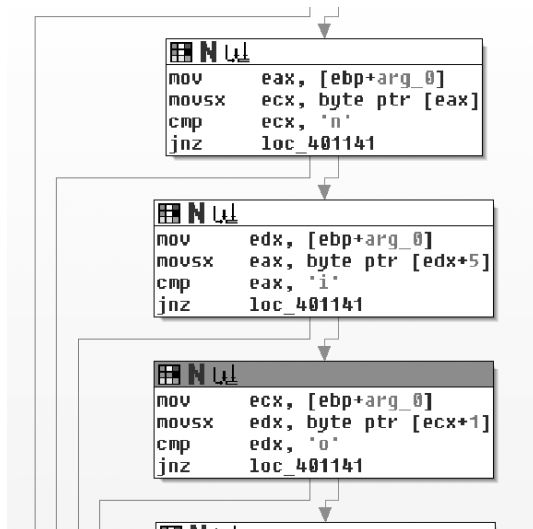 N
mov eax, [ebp+arg_0]
movsx ecx, byte ptr [eax]
cmp ecx, 'n'
jnz loc_401141
N
mov edx, [ebp+arg_0]
movsx eax, byte ptr [edx+5]
cmp eax, 'i'
jnz loc_401141
N
mov ecx, [ebp+arg_0]
movsx edx, byte ptr [ecx+1]
cmp edx, 'o'
jnz loc_401141